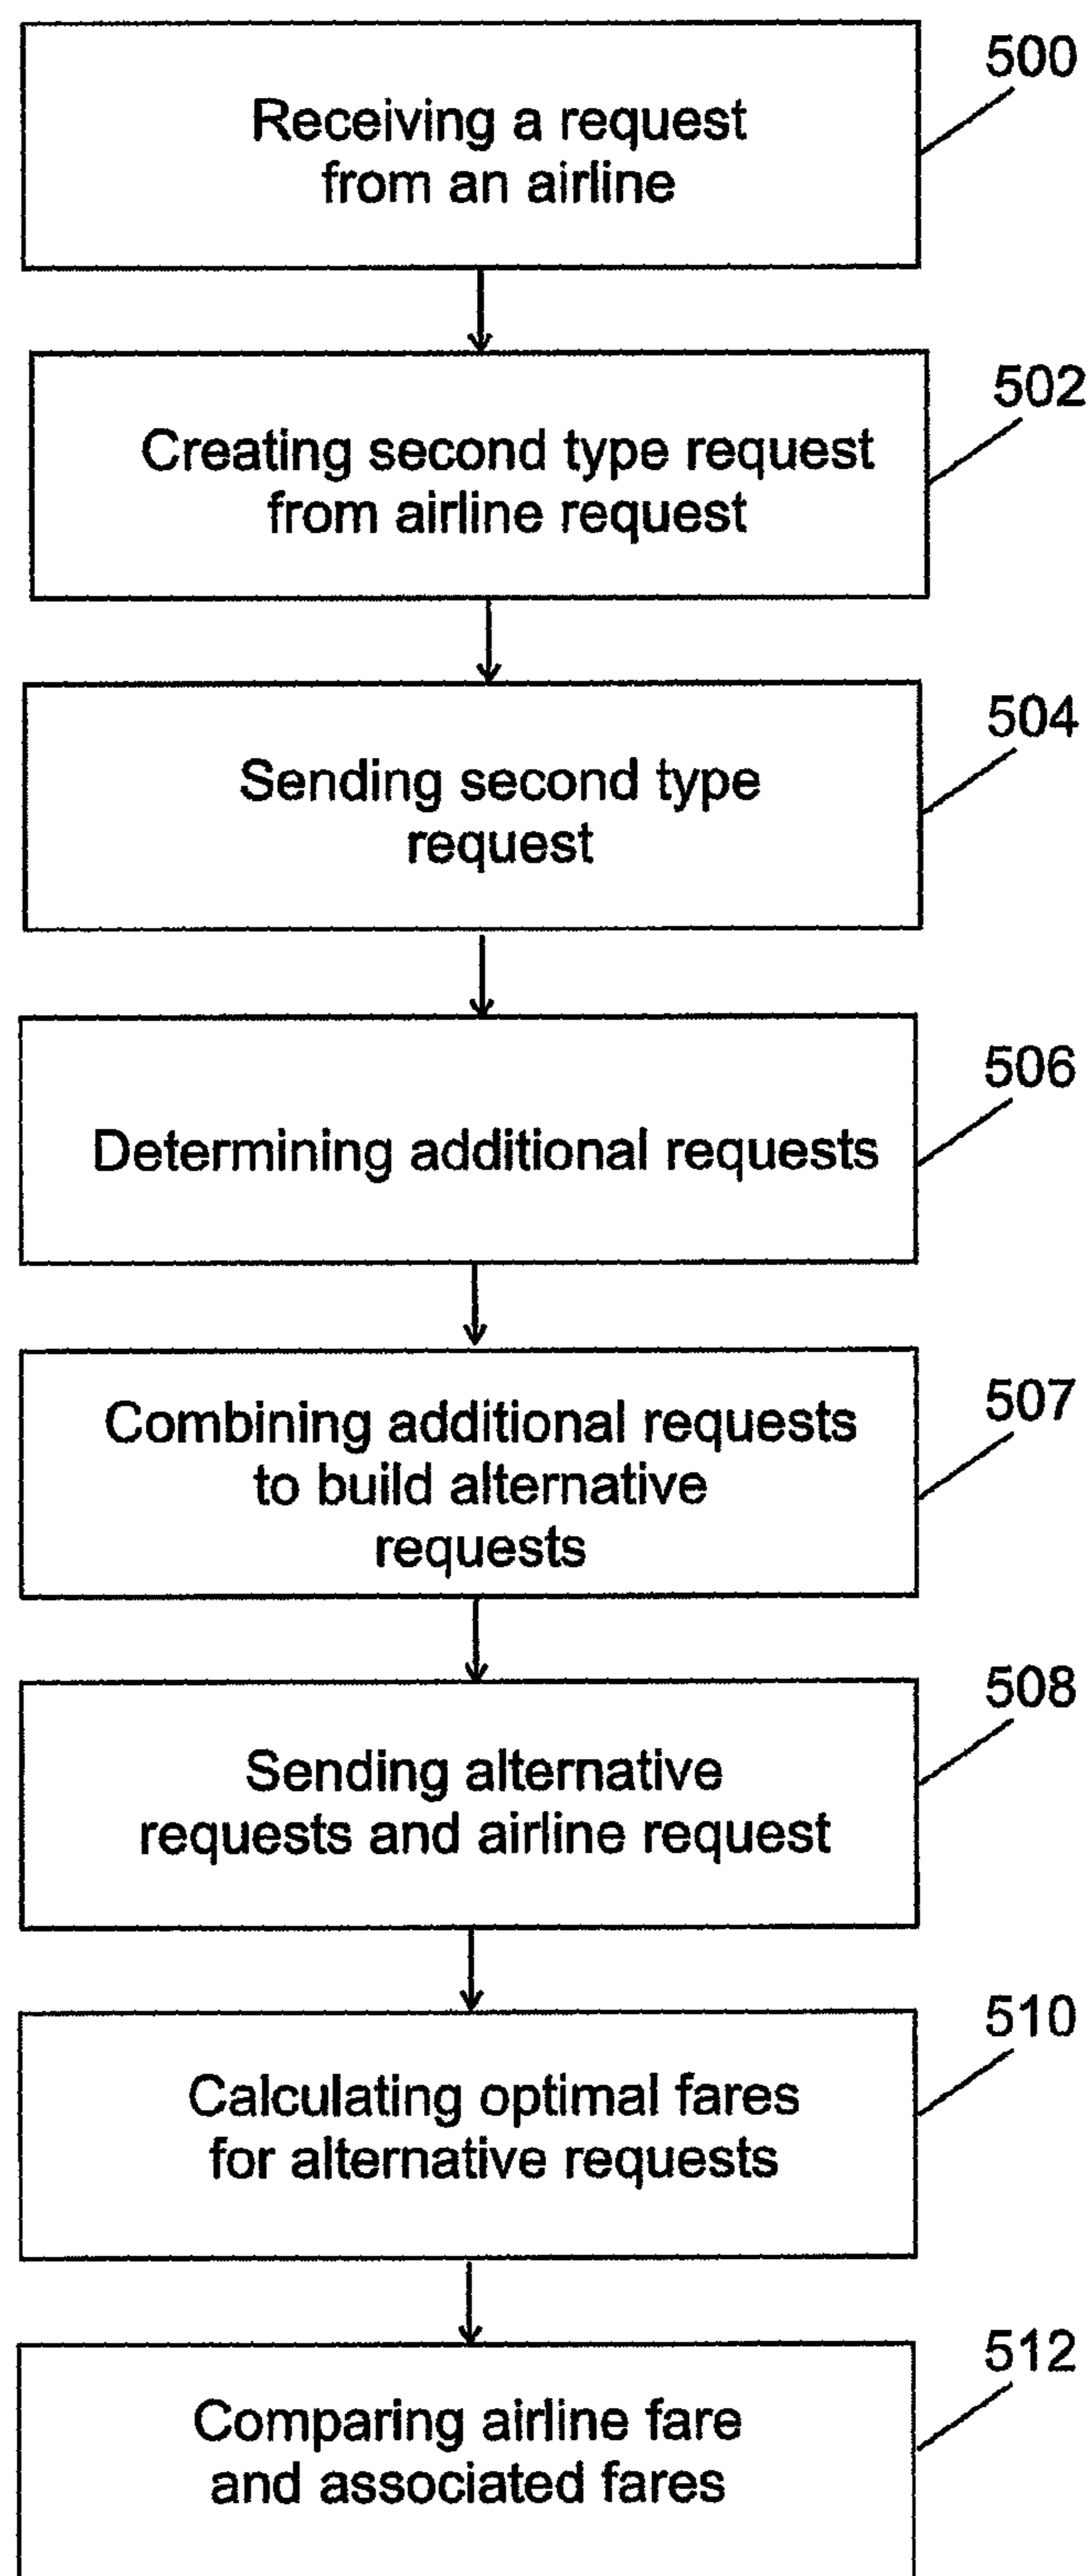 500
Receiving a request
from an airline
502
Creating second type request
from airline request
504
Sending second type
request
506
Determining additional requests
507
Combining additional requests
to build alternative
requests
508
Sending alternative
requests and airline request
510
Calculating optimal fares
for alternative requests
512
Comparing airline fare
and associated fares